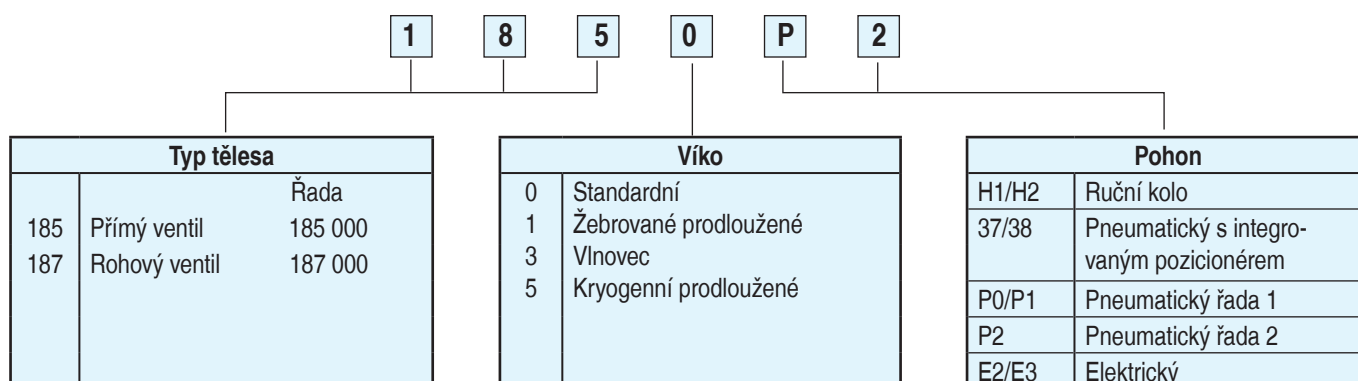 1 8 5 0 P 2
Typ tělesa
Řada
185 Přímý ventil 185 000
187 Rohový ventil 187 000
Víko
0 Standardní
1 Žebrované prodloužené
3 Vlnovec
5 Kryogenní prodloužené
Pohon
H1/H2 Ruční kolo
37/38 Pneumatický s integro-
vaným pozicionérem
P0/P1 Pneumatický řada 1
P2 Pneumatický řada 2
E2/E3 Elektrický